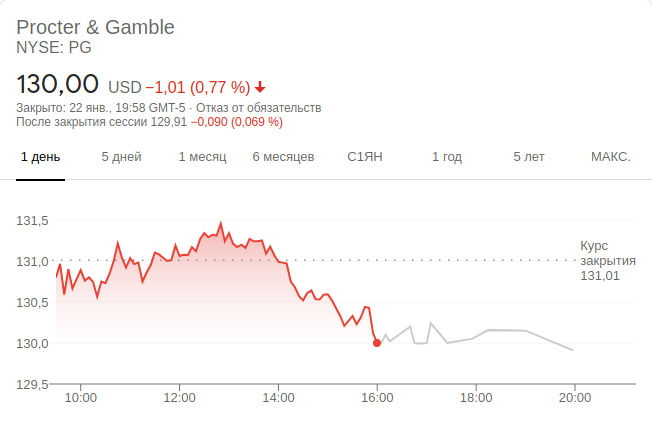 Procter & Gamble
NYSE: PG
130,00 USD −1,01 (0,77 %)
Закрыто: 22 янв., 19:58 GMT-5 · Отказ от обязательств
После закрытия сессии 129,91 −0,090 (0,069 %)
1 день 5 дней 1 месяц 6 месяцев С1ЯН 1 год 5 лет МАКС.
131,5
131,0
130,5
130,0
129,5
Курс
закрытия
131,01
10:00 12:00 14:00 16:00 18:00 20:00